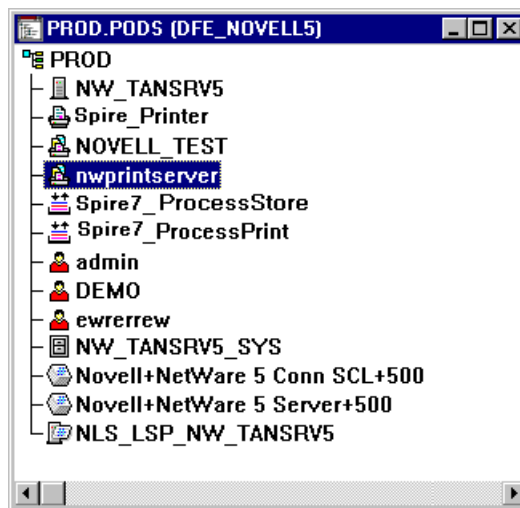 PROD.PODS (DFE_NOVELL5)
PROD
NW_TANSRV5
Spire_Printer
NOVELL_TEST
nwprintserver
Spire7_ProcessStore
Spire7_ProcessPrint
admin
DEMO
ewrerrew
NW_TANSRV5_SYS
Novell+NetWare 5 Conn SCL+500
Novell+NetWare 5 Server+500
NLS_LSP_NW_TANSRV5